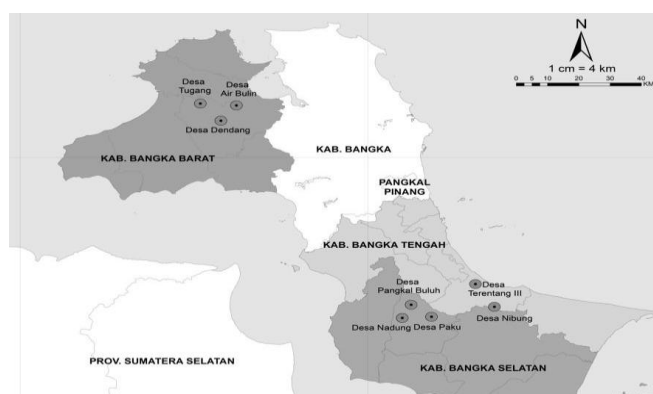 N
1 cm = 4 km
0 5 10 20 30 40
KM
Desa
Tugang
Desa
Air Bulin
Desa Dendang
KAB. BANGKA BARAT
KAB. BANGKA
PANGKAL
PINANG
KAB. BANGKA TENGAH
Desa
Pangkal Buluh
Desa
Terentang III
Desa Nadung
Desa Paku
Desa Nibung
PROV. SUMATERA SELATAN
KAB. BANGKA SELATAN